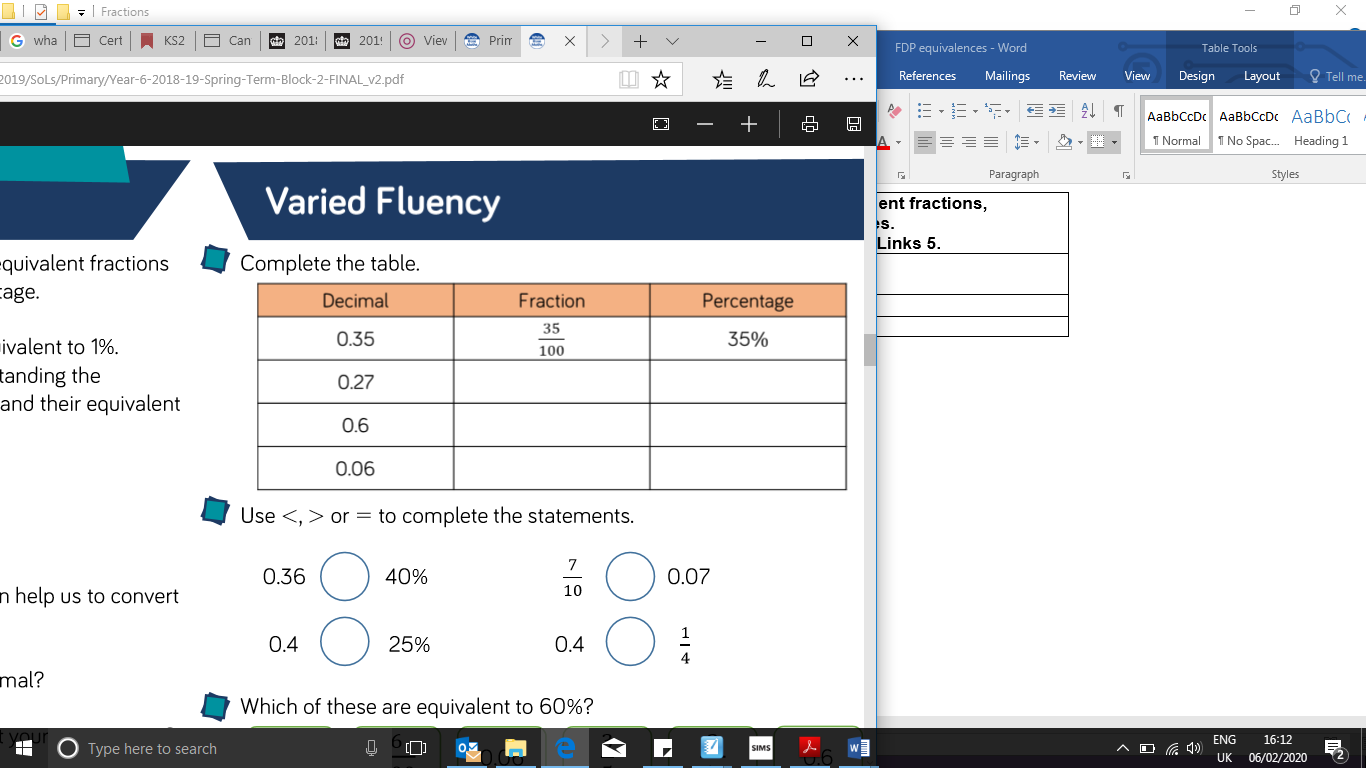 Fractions
wha Cert KS2 Can 201 201 View Prim
FDP equivalences - Word
Table Tools
2019/SoLs/Primary/Year-6-2018-19-Spring-Term-Block-2-FINAL_v2.pdf
References Mailings Review View Design Layout Tell me
AaBbCcDc AaBbCcDc AaBbCc
¶ Normal ¶ No Spac... Heading 1
Paragraph
Styles
ent fractions,
es.
Links 5.
Varied Fluency
equivalent fractions
tage.
ivalent to 1%.
tanding the
and their equivalent
n help us to convert
mal?
Complete the table.
Decimal Fraction Percentage
0.35 35/100 35%
0.27
0.6
0.06
Use <, > or = to complete the statements.
0.36 40% 7/10 0.07
0.4 25% 0.4 1/4
Which of these are equivalent to 60%?
Type here to search
SIMS
ENG
UK
16:12
06/02/2020
2